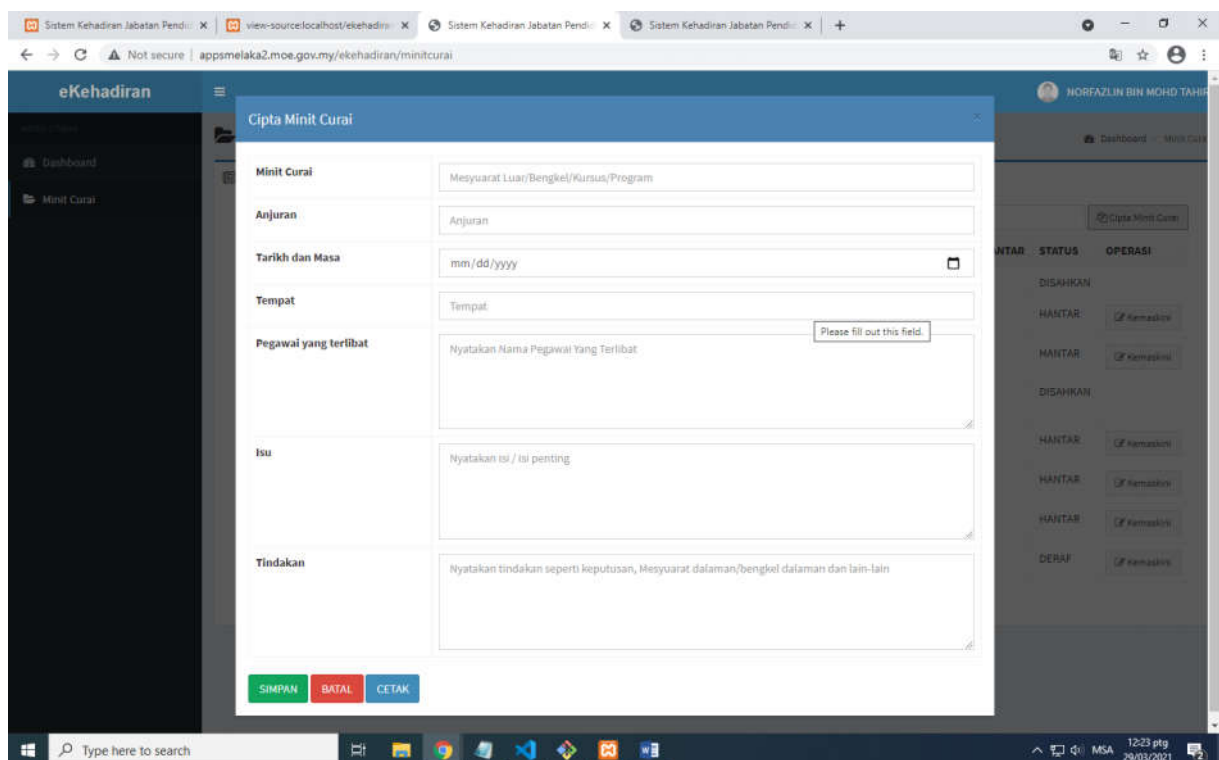 Sistem Kehadiran Jabatan Pendi
view-source:localhost/ekehadira
Sistem Kehadiran Jabatan Pendi
Sistem Kehadiran Jabatan Pendi
Not secure | appsmelaka2.moe.gov.my/ekehadiran/minitcurai
eKehadiran
NORFAZLIN BIN MOHD TAHIR
Cipta Minit Curai
Dashboard
Minit Cura
Dashboard
Minit Curai
Minit Curai
Mesyuarat Luar/Bengkel/Kursus/Program
Anjuran
Anjuran
Cipta Minit Curai
Tarikh dan Masa
mm/dd/yyyy
ANTAR STATUS OPERASI
DISAHKAN
Tempat
Tempat
HANTAR Kemaskini
Please fill out this field.
Pegawai yang terlibat
Nyatakan Nama Pegawai Yang Terlibat
HANTAR Kemaskini
DISAHKAN
Isu
Nyatakan Isi / Isi penting
HANTAR Kemaskini
HANTAR Kemaskini
HANTAR Kemaskini
Tindakan
Nyatakan tindakan seperti keputusan, Mesyuarat dalaman/bengkel dalaman dan lain-lain
DERAF Kemaskini
SIMPAN BATAL CETAK
Type here to search
MSA
12:23 ptg
29/03/2021